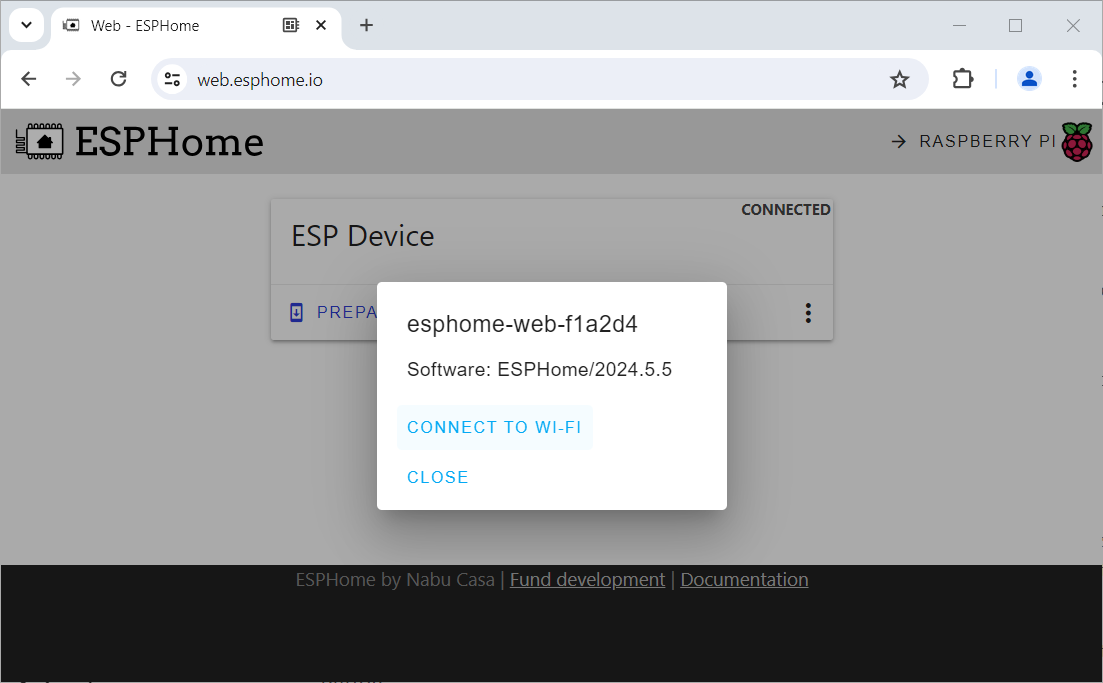 Web - ESPHome
web.esphome.io
ESPHome
RASPBERRY PI
CONNECTED
ESP Device
PREPA
esphome-web-f1a2d4
Software: ESPHome/2024.5.5
CONNECT TO WI-FI
CLOSE
ESPHome by Nabu Casa | Fund development | Documentation